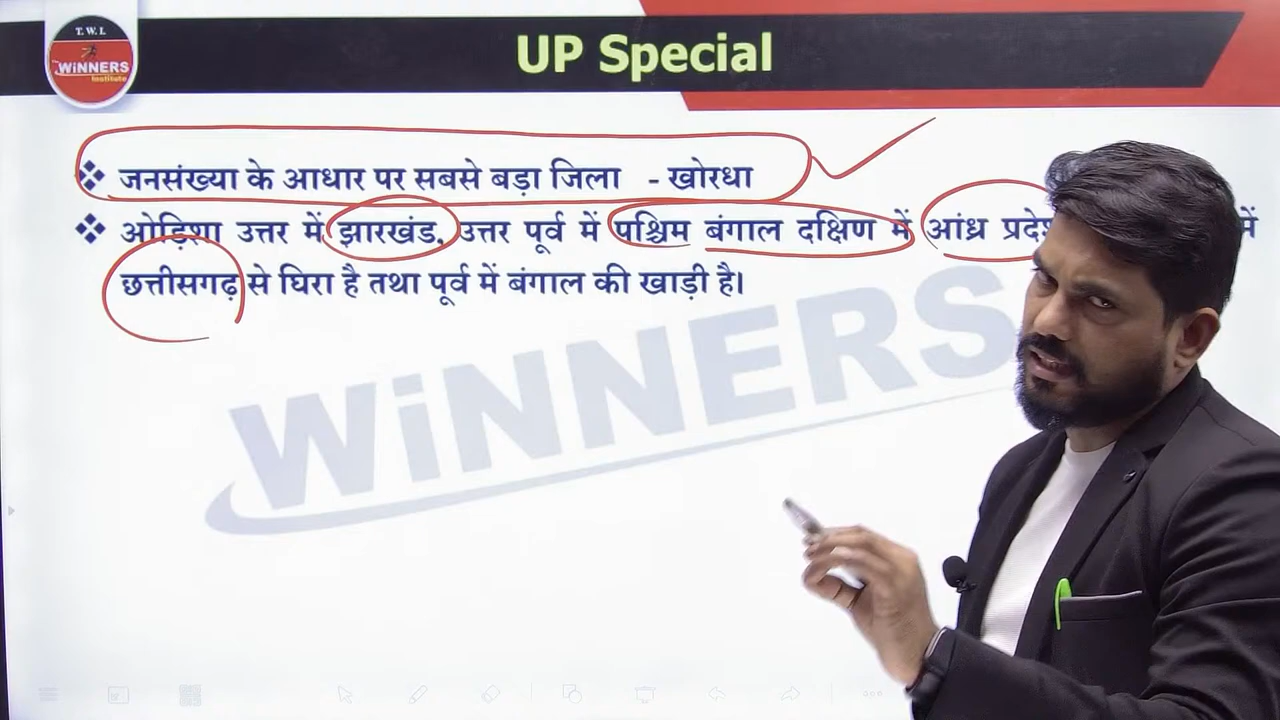 T. W. I.
The WiNNERS
Institute
UP Special
❖ जनसंख्या के आधार पर सबसे बड़ा जिला - खोरधा
❖ ओड़िशा उत्तर में झारखंड, उत्तर पूर्व में पश्चिम बंगाल दक्षिण में आंध्र में
छत्तीसगढ़ से घिरा है तथा पूर्व में बंगाल की खाड़ी है।
WiNNERS